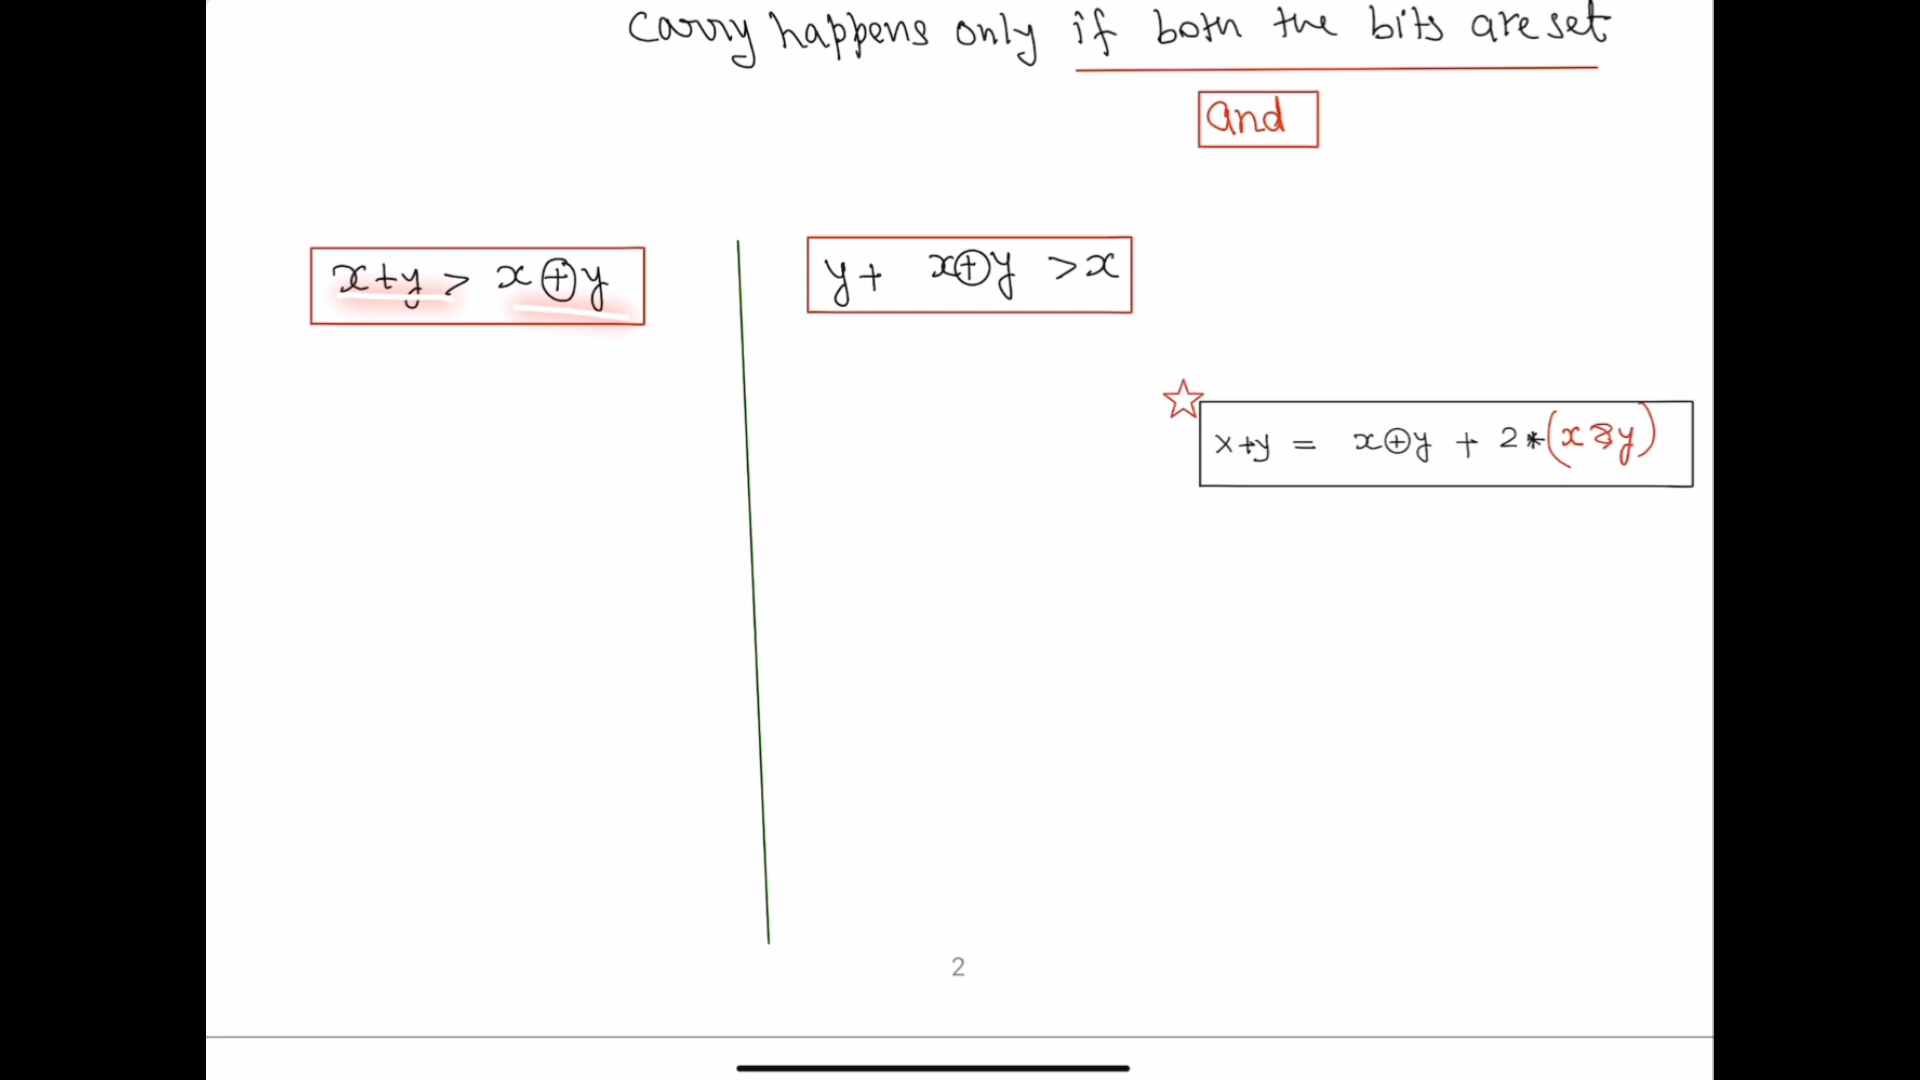 Carry happens only if both the bits are set
and
x+y > x⊕y
y+ x⊕y >x
x+y = x⊕y + 2*(x&y)
2